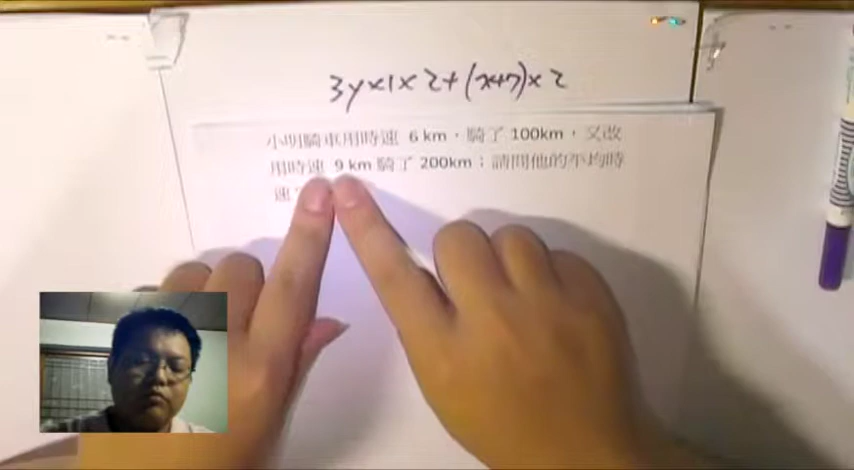 3y×1×2+(x+7)×2
小明騎車用時速 6 km，騎了 100km，又改
用時速 9 km 騎了 200km；請問他的平均時
速